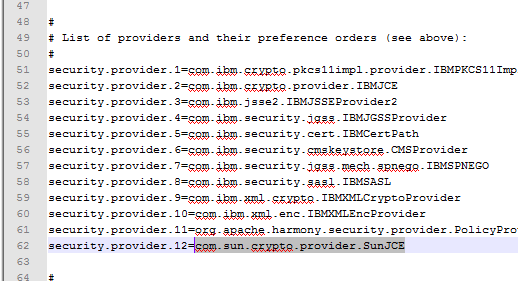 47
48 #
49 # List of providers and their preference orders (see above):
50 #
51 security.provider.1=com.ibm.crypto.pkcs11impl.provider.IBMPKCS11Imp
52 security.provider.2=com.ibm.crypto.provider.IBMJCE
53 security.provider.3=com.ibm.jsse2.IBMJSSEProvider2
54 security.provider.4=com.ibm.security.jgss.IBMJGSSProvider
55 security.provider.5=com.ibm.security.cert.IBMCertPath
56 security.provider.6=com.ibm.security.cmskeystore.CMSProvider
57 security.provider.7=com.ibm.security.jgss.mech.spnego.IBMSPNEGO
58 security.provider.8=com.ibm.security.sasl.IBMSASL
59 security.provider.9=com.ibm.xml.crypto.IBMXMLCryptoProvider
60 security.provider.10=com.ibm.xml.enc.IBMXMLEncProvider
61 security.provider.11=org.apache.harmony.security.provider.PolicyPro
62 security.provider.12=com.sun.crypto.provider.SunJCE
63
64 #